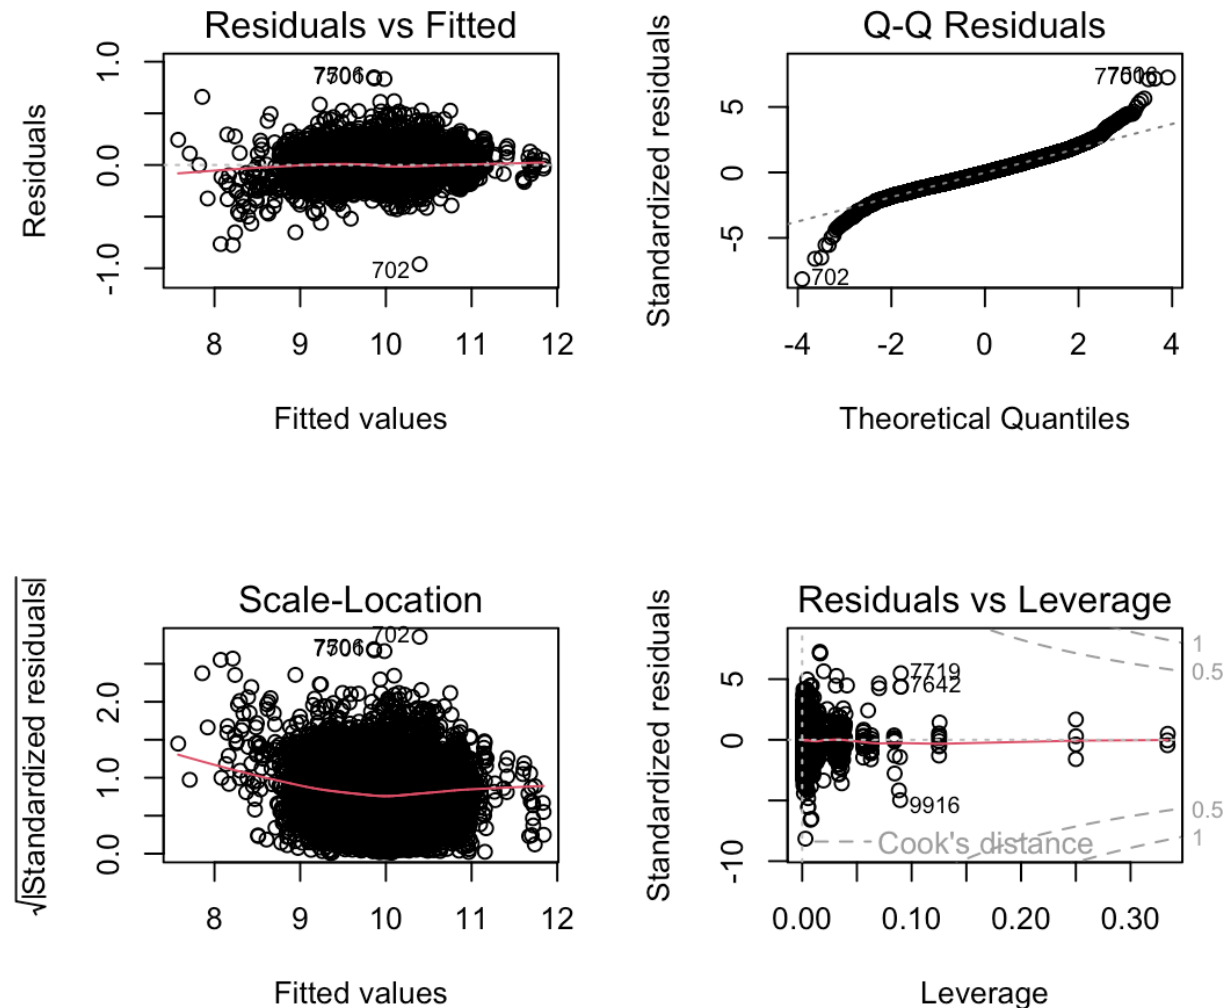 Residuals vs Fitted
Residuals
1.0
0.0
-1.0
702
8 9 10 11 12
Fitted values
Q-Q Residuals
Standardized residuals
5
0
-5
702
-4 -2 0 2 4
Theoretical Quantiles
Scale-Location
√|Standardized residuals|
2.0
1.0
0.0
702
8 9 10 11 12
Fitted values
Residuals vs Leverage
Standardized residuals
5
0
-10
7719
7642
9916
Cook's distance
1
0.5
0.5
1
0.00 0.10 0.20 0.30
Leverage